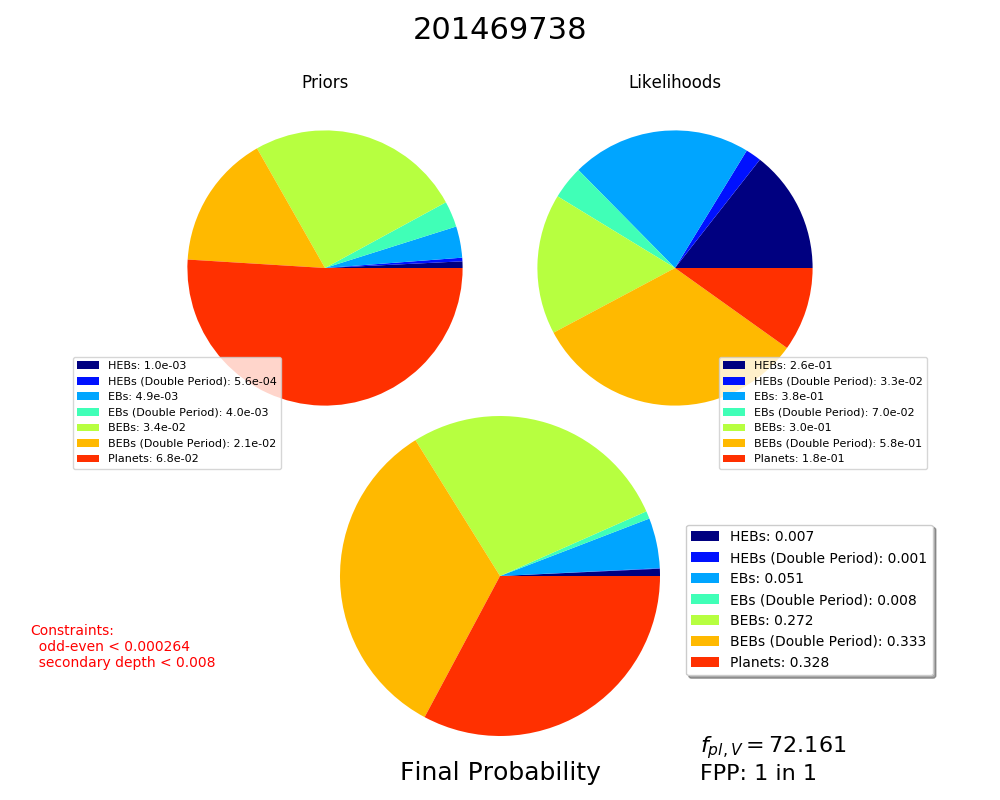 201469738
Priors
Likelihoods
HEBs: 1.0e-03
HEBs (Double Period): 5.6e-04
EBs: 4.9e-03
EBs (Double Period): 4.0e-03
BEBs: 3.4e-02
BEBs (Double Period): 2.1e-02
Planets: 6.8e-02
HEBs: 2.6e-01
HEBs (Double Period): 3.3e-02
EBs: 3.8e-01
EBs (Double Period): 7.0e-02
BEBs: 3.0e-01
BEBs (Double Period): 5.8e-01
Planets: 1.8e-01
HEBs: 0.007
HEBs (Double Period): 0.001
EBs: 0.051
EBs (Double Period): 0.008
BEBs: 0.272
BEBs (Double Period): 0.333
Planets: 0.328
Constraints:
odd-even < 0.000264
secondary depth < 0.008
Final Probability
f_{pl,V} = 72.161
FPP: 1 in 1